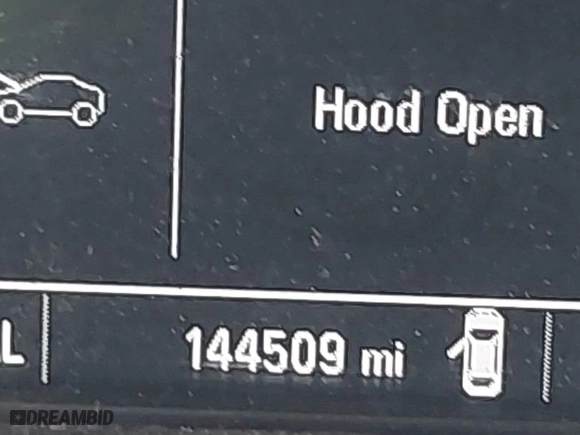 Hood Open
L
144509 mi
DREAMBID